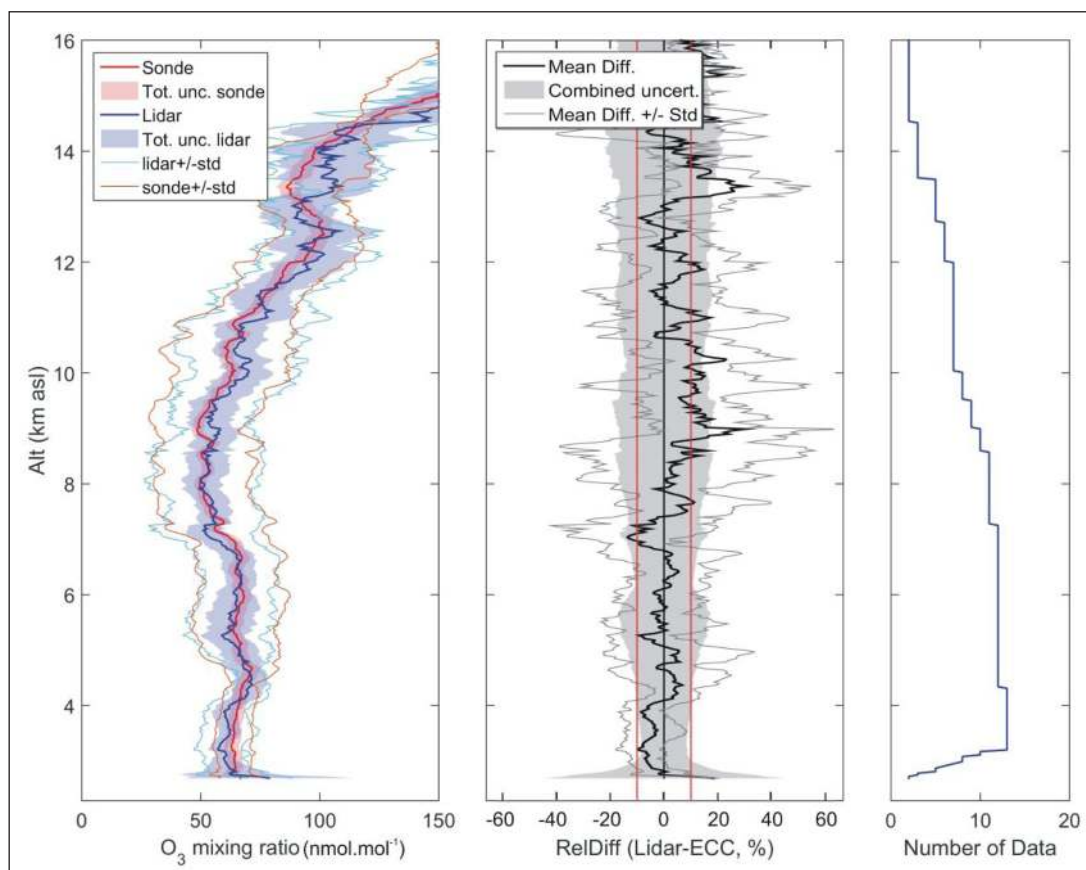 16
14
12
10
8
6
4
Alt (km asl)
Sonde
Tot. unc. sonde
Lidar
Tot. unc. lidar
lidar+/-std
sonde+/-std
0
50
100
150
O3 mixing ratio (nmol.mol-1)
Mean Diff.
Combined uncert.
Mean Diff. +/- Std
-60
-40
-20
0
20
40
60
RelDiff (Lidar-ECC, %)
0
10
20
Number of Data